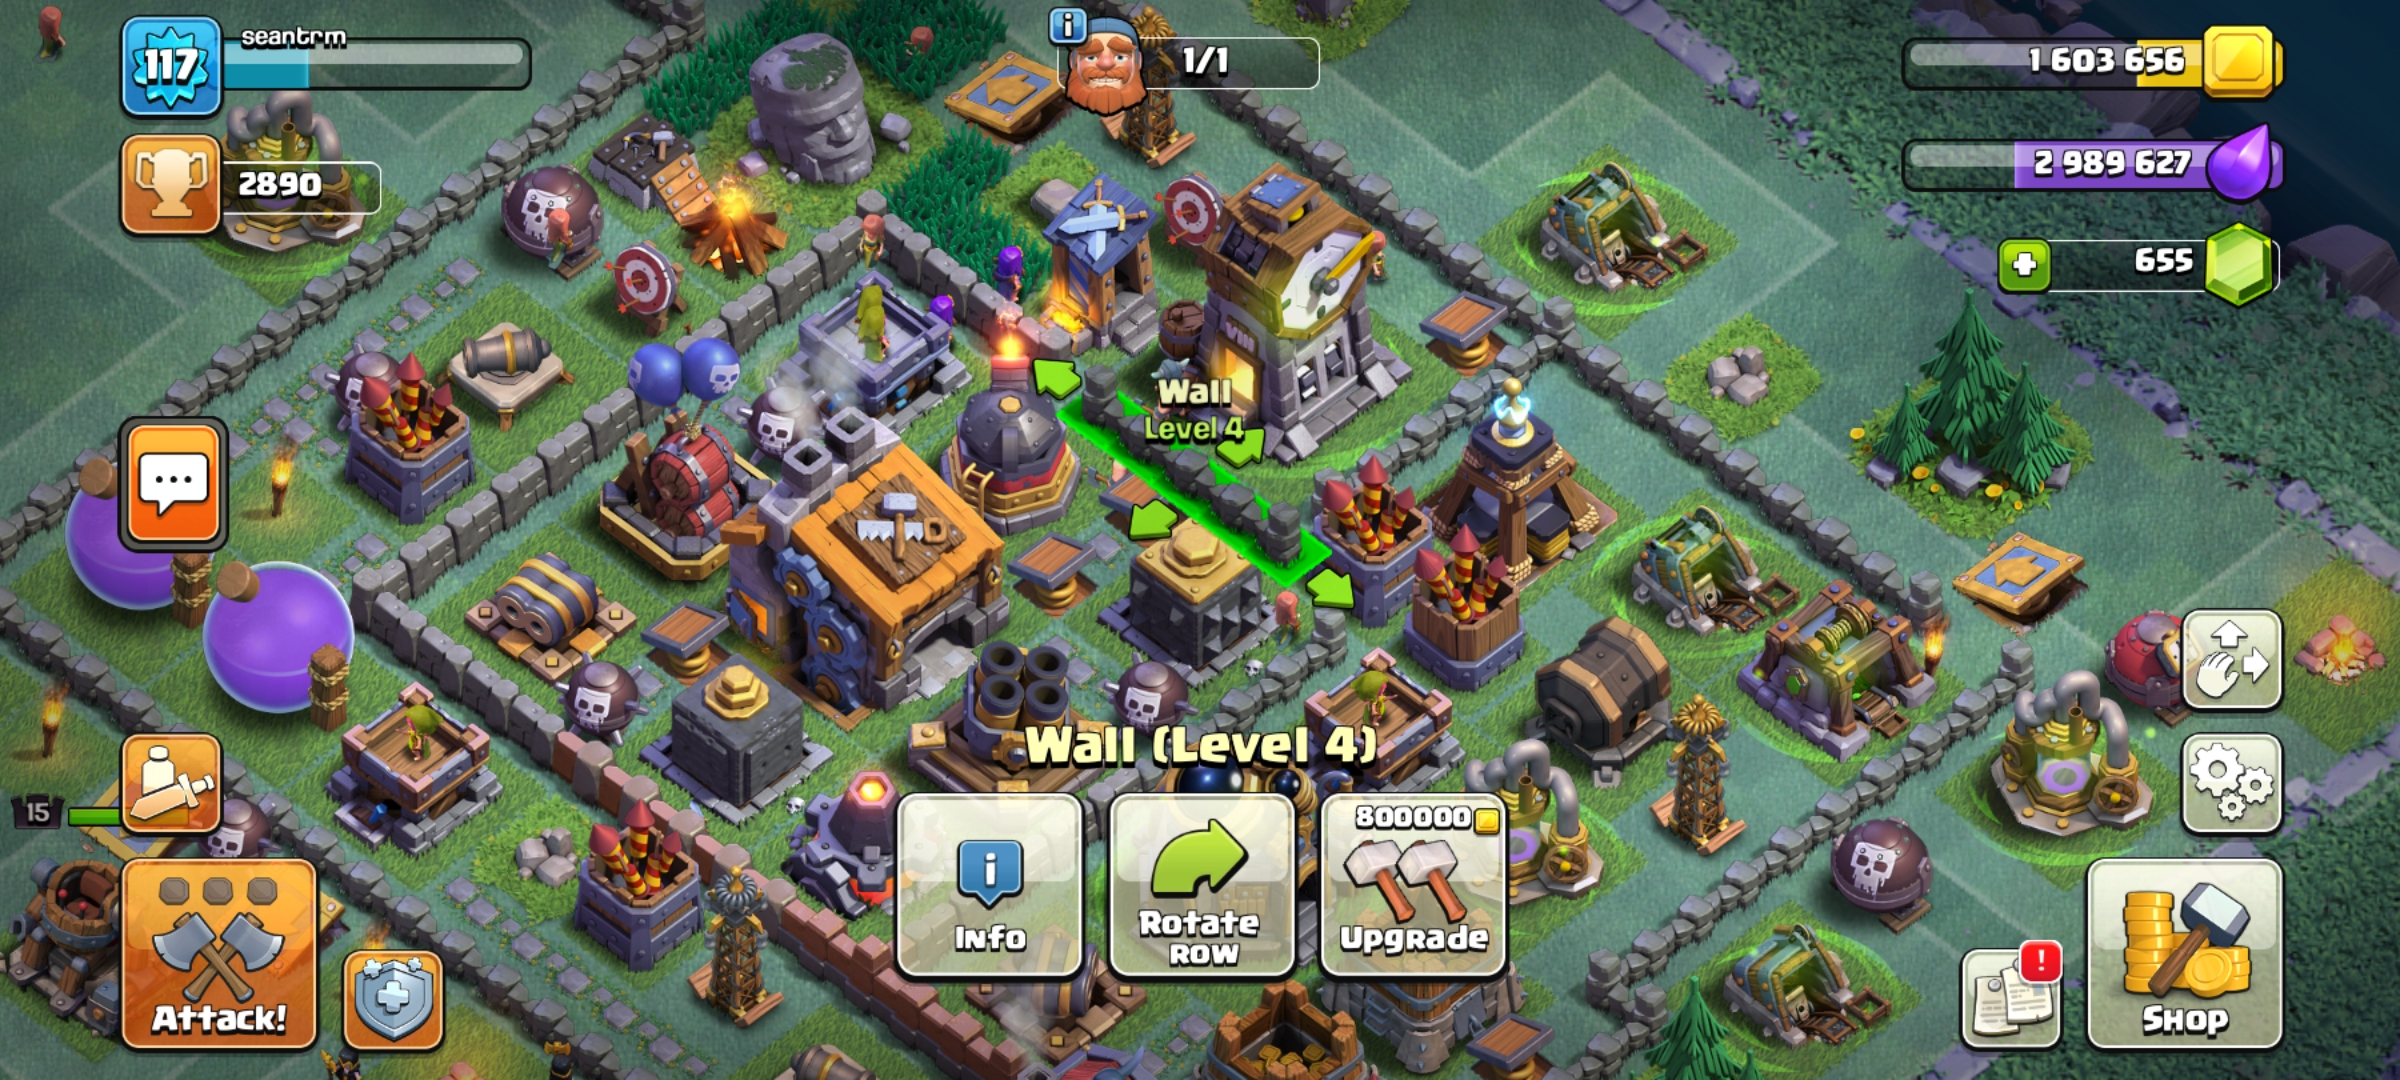 117
seantrm
1/1
1 603 656
2890
2 989 627
655
Wall
Level 4
Wall (Level 4)
15
800000
Info
Rotate
Row
Upgrade
Attack!
!
Shop